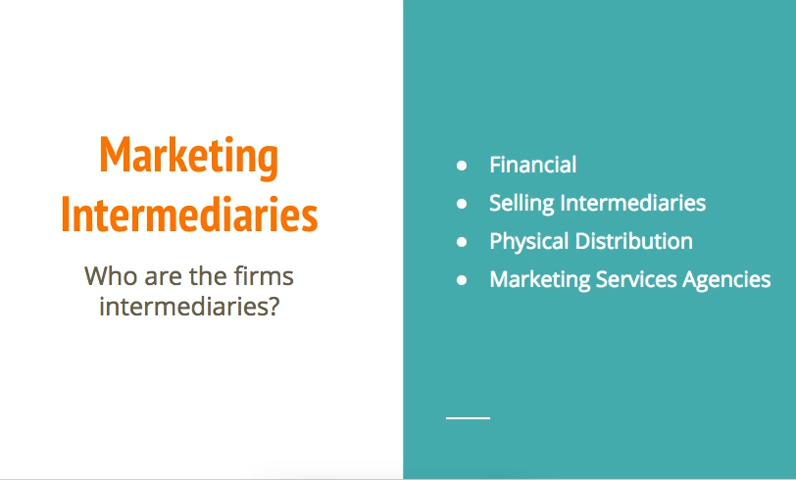 Marketing
Intermediaries
Who are the firms
intermediaries?
● Financial
● Selling Intermediaries
● Physical Distribution
● Marketing Services Agencies